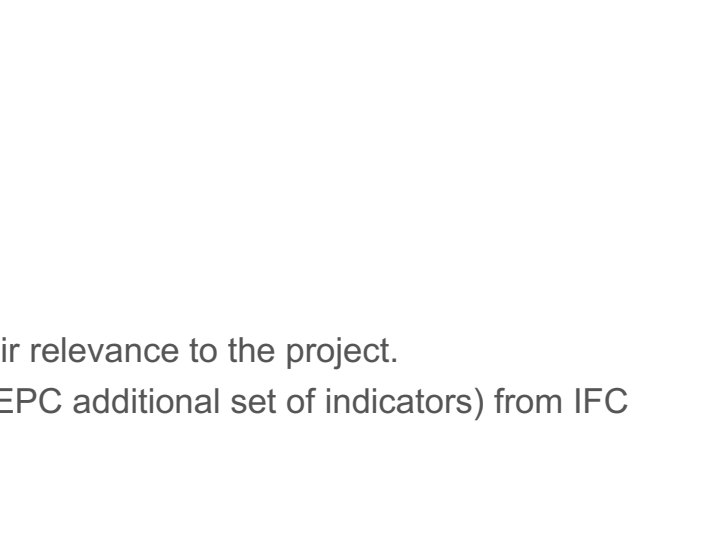 ir relevance to the project.
EPC additional set of indicators) from IFC